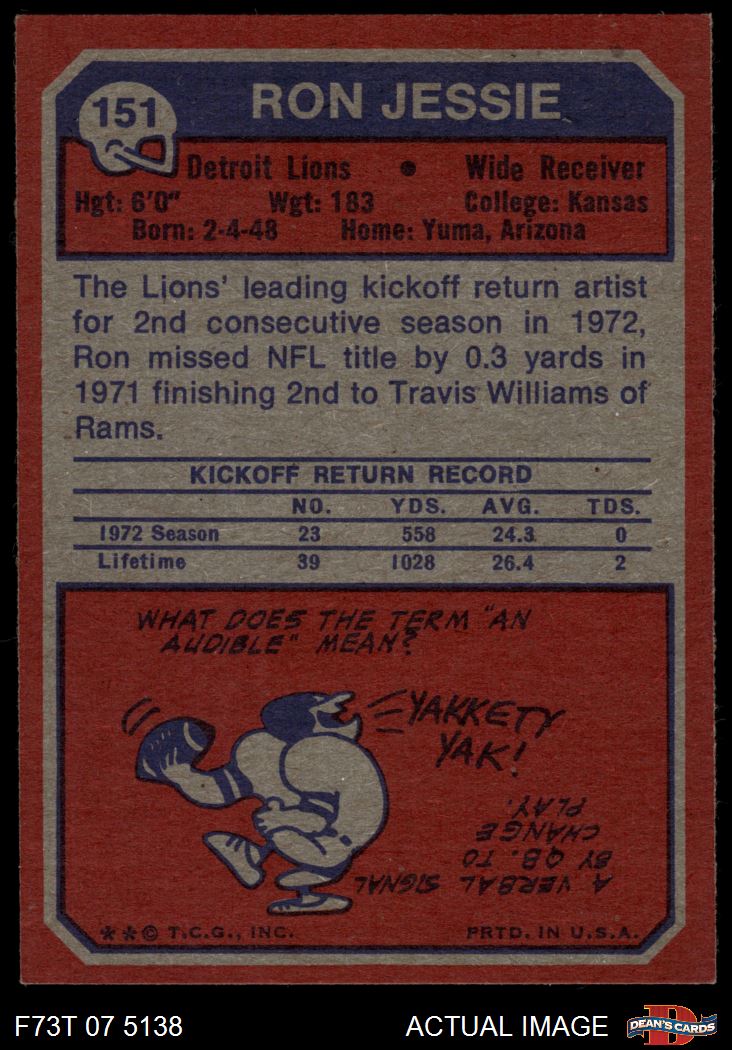 151
RON JESSIE
Detroit Lions • Wide Receiver
Hgt: 6'0" Wgt: 183 College: Kansas
Born: 2-4-48 Home: Yuma, Arizona
The Lions' leading kickoff return artist
for 2nd consecutive season in 1972,
Ron missed NFL title by 0.3 yards in
1971 finishing 2nd to Travis Williams of
Rams.
KICKOFF RETURN RECORD
NO. YDS. AVG. TDS.
1972 Season 23 558 24.3 0
Lifetime 39 1028 26.4 2
WHAT DOES THE TERM "AN
AUDIBLE" MEAN?
YAKKETY
YAK!
A VERBAL SIGNAL
BY QB. TO
CHANGE
PLAY.
**© T.C.G., INC. PRTD. IN U.S.A.
F73T 07 5138 ACTUAL IMAGE D DEAN'S CARDS